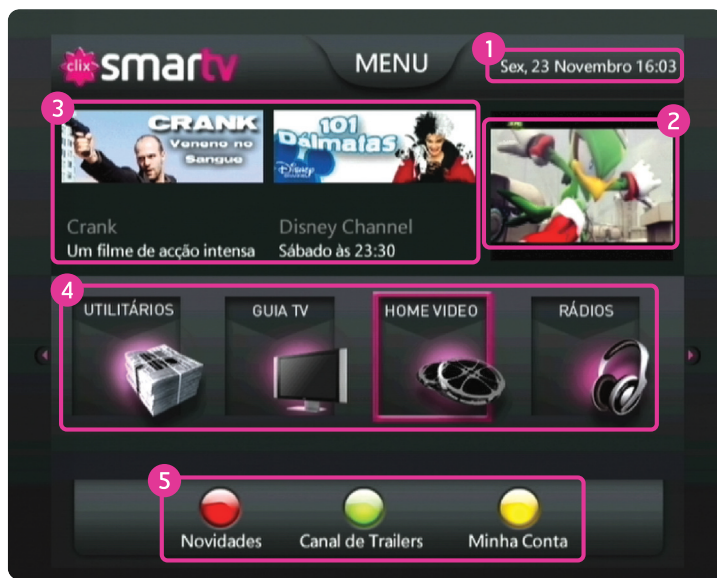 clix smartv
MENU
1
Sex, 23 Novembro 16:03
3
CRANK
Veneno no
Sangue
101
Dálmatas
Disney
CHANNEL
2
Crank
Um filme de acção intensa
Disney Channel
Sábado às 23:30
4
UTILITÁRIOS
GUIA TV
HOME VIDEO
RÁDIOS
5
Novidades
Canal de Trailers
Minha Conta